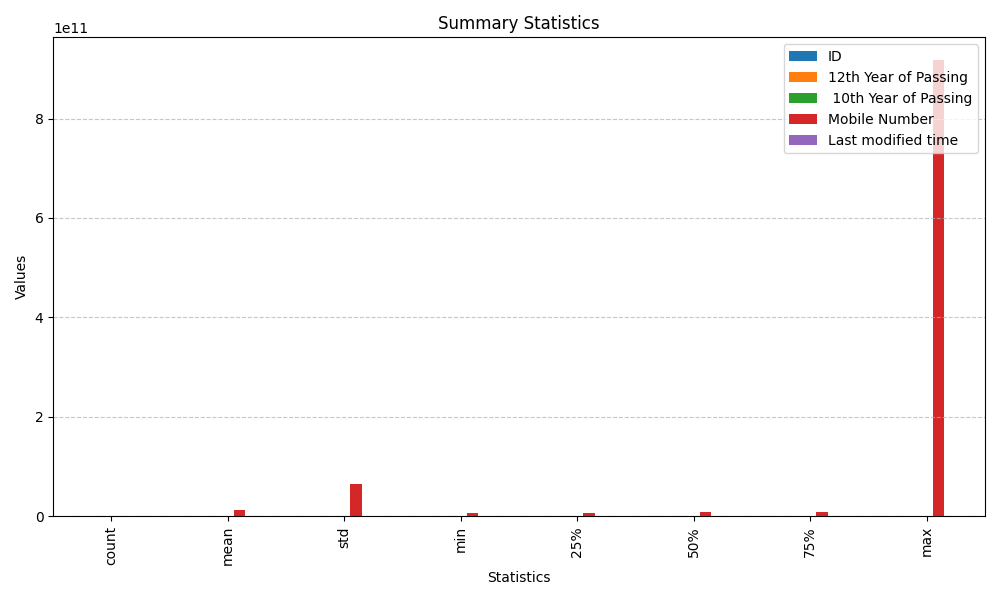 Summary Statistics
1e11
ID
12th Year of Passing
10th Year of Passing
Mobile Number
Last modified time
8
6
4
2
0
Values
count
mean
std
min
25%
50%
75%
max
Statistics